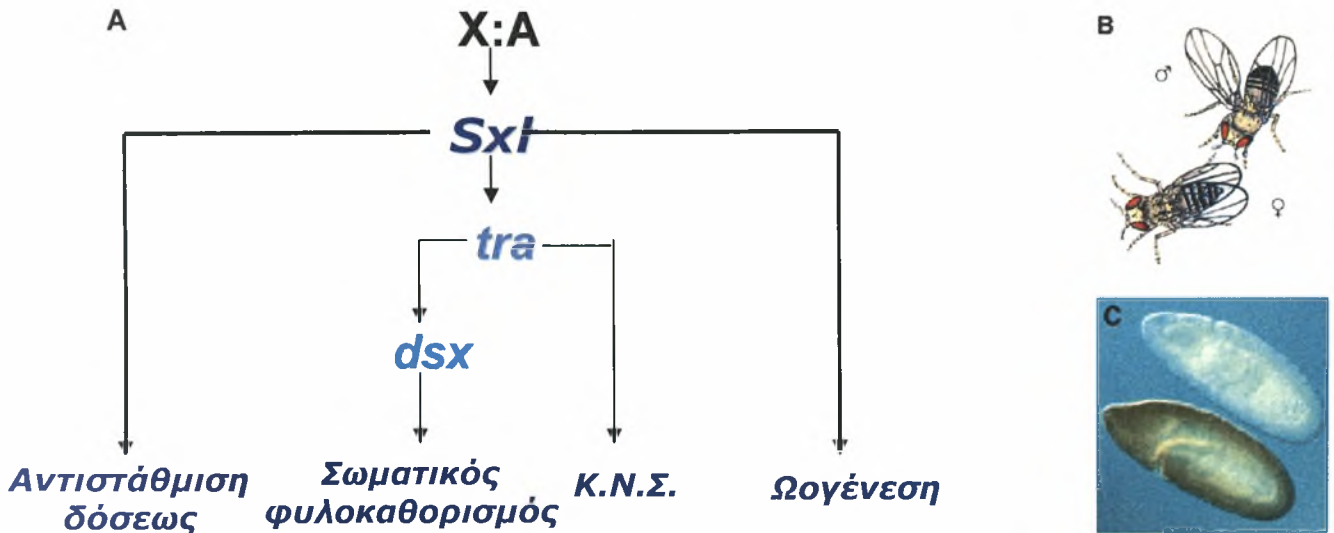 A
X:A
Sxl
tra
dsx
Αντιστάθμιση
δόσεως
Σωματικός
φυλοκαθορισμός
Κ.Ν.Σ.
Ωογένεση
B
♂
♀
C